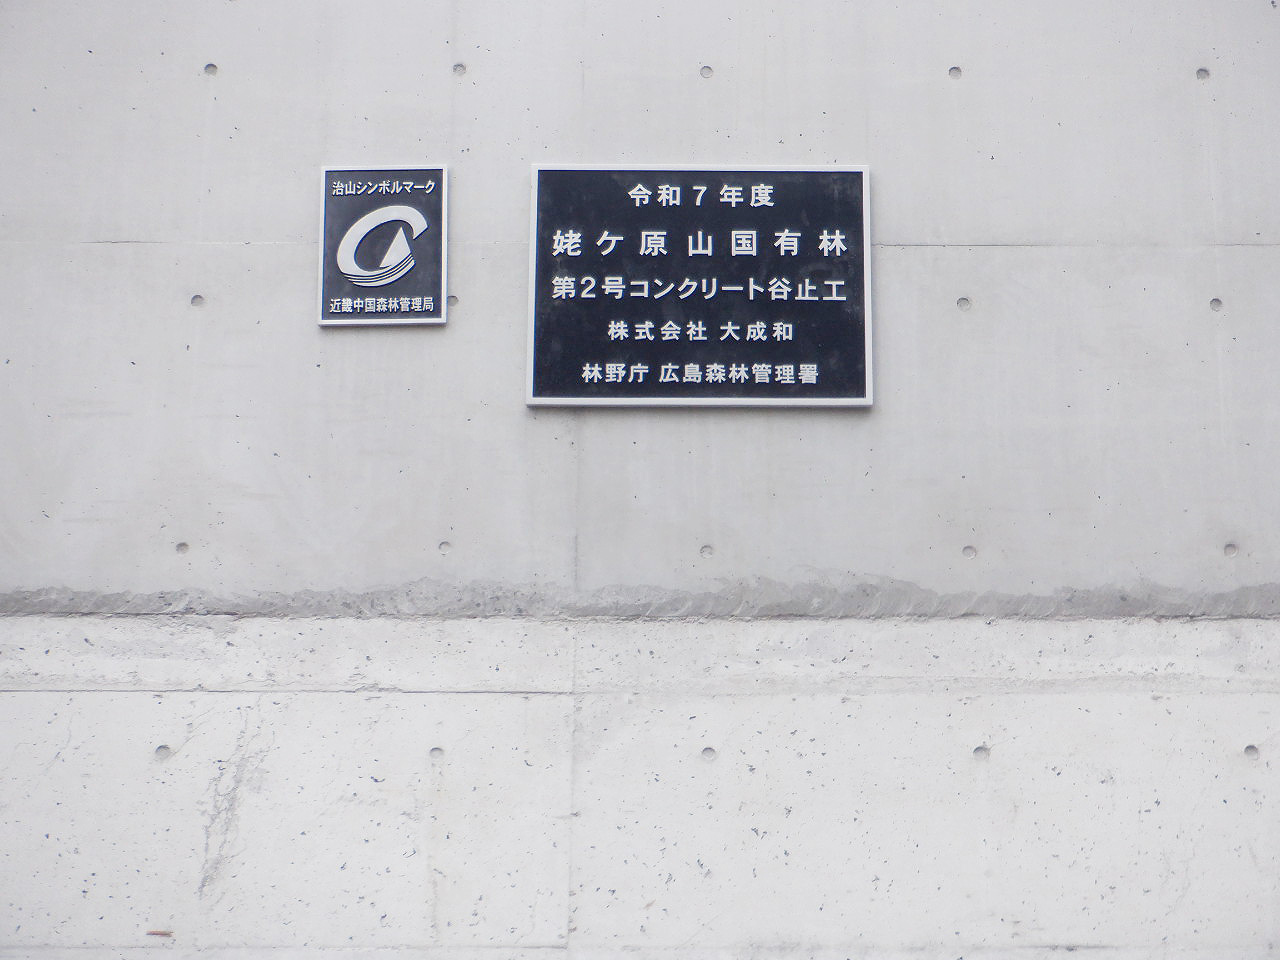 治山シンボルマーク
近畿中国森林管理局
令和7年度
姥ケ原山国有林
第2号コンクリート谷止工
株式会社 大成和
林野庁 広島森林管理署